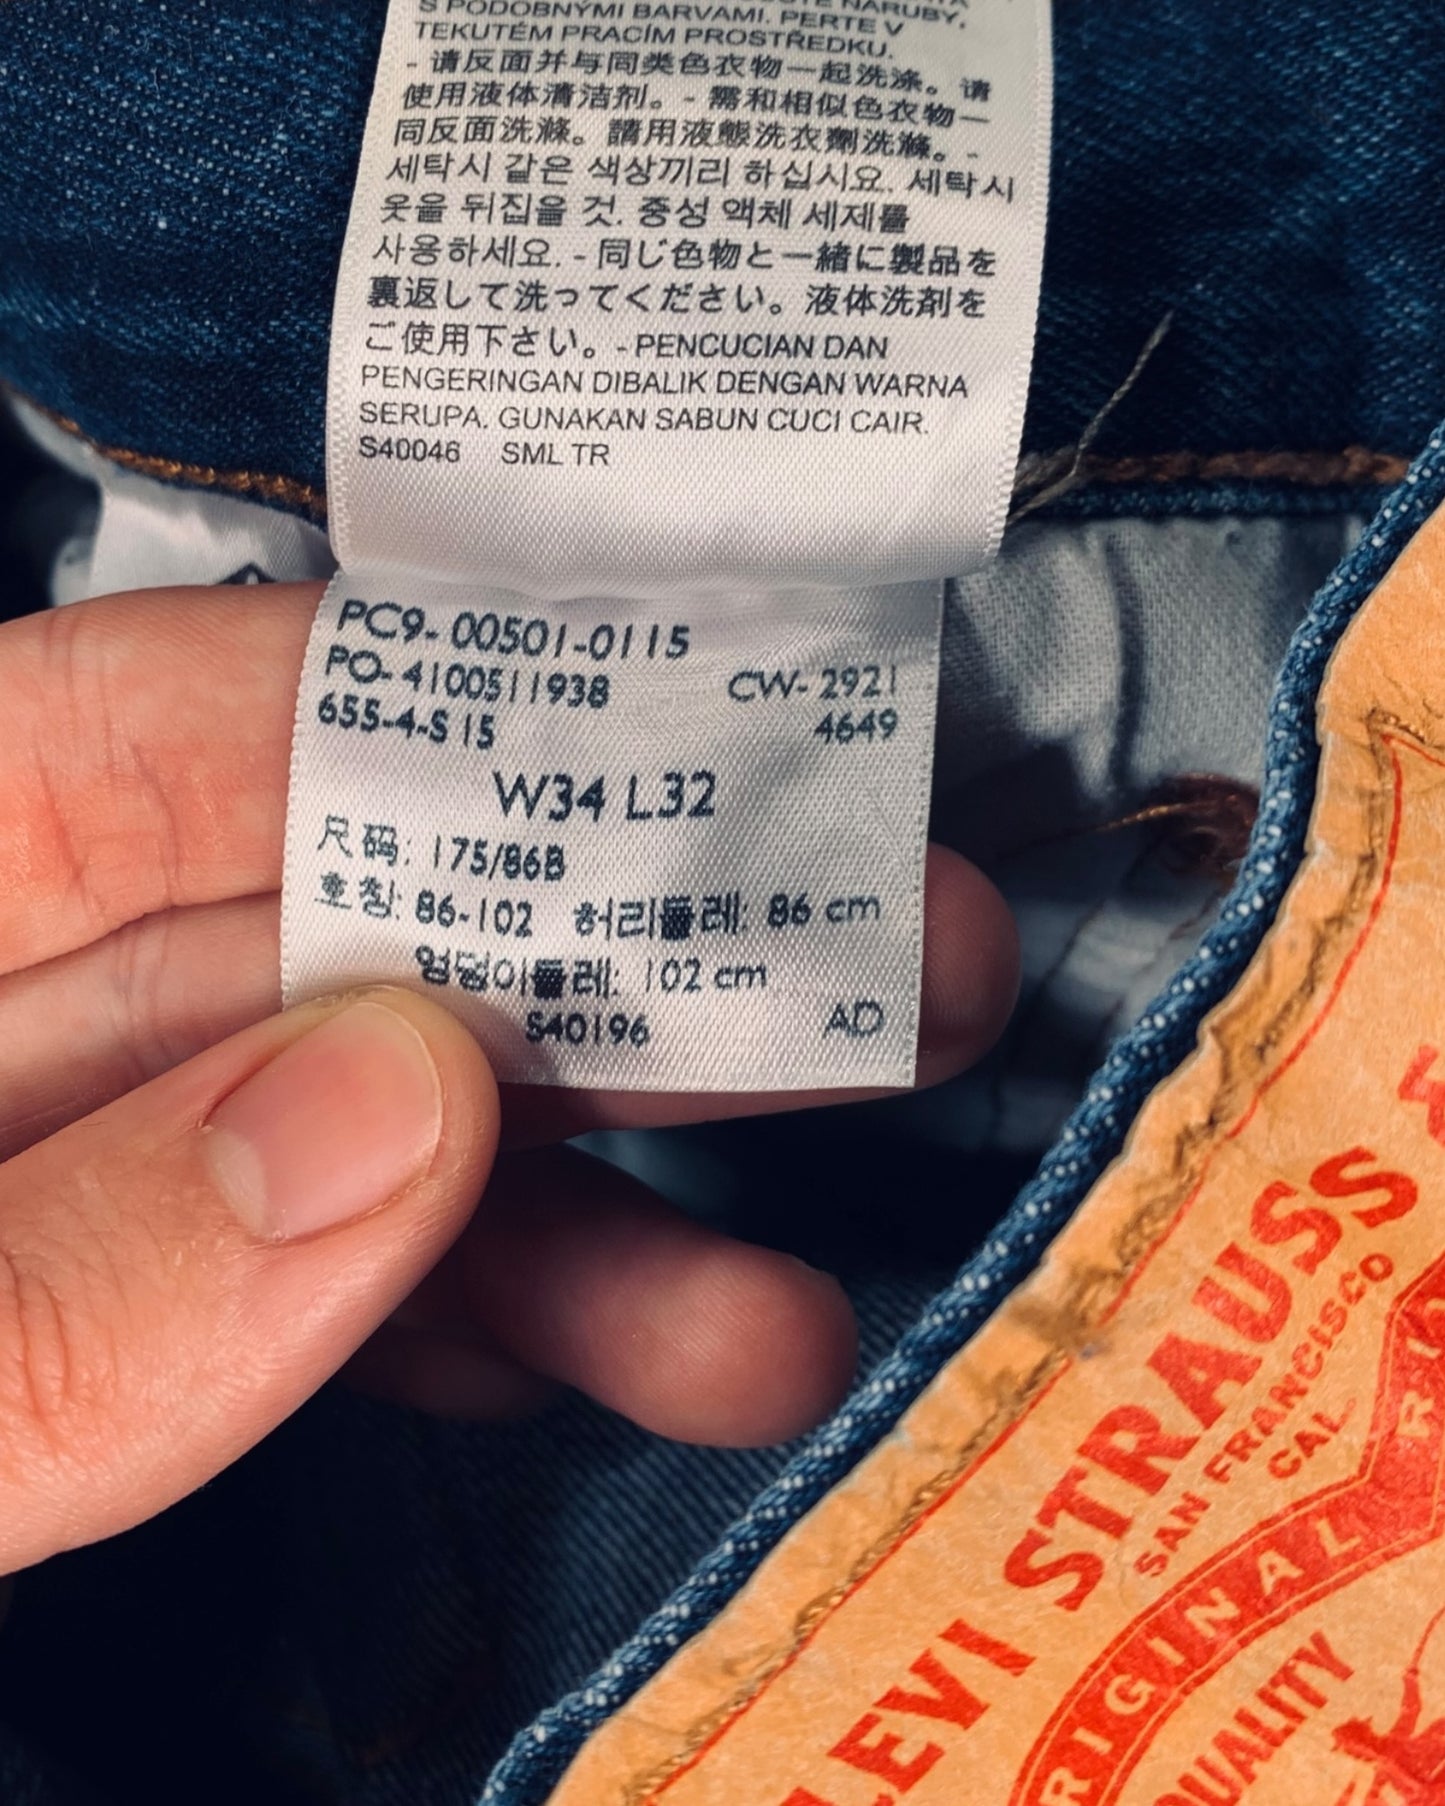 S PODOBNÝMI BARVAMI. PERTE V
TEKUTÉM PRACÍM PROSTŘEDKU.
- 请反面并与同类色衣物一起洗涤。请
使用液体清洁剂。- 需和相似色衣物一
同反面洗滌。請用液態洗衣劑洗滌。-
세탁시 같은 색상끼리 하십시요. 세탁시
옷을 뒤집을 것. 중성 액체 세제를
사용하세요. - 同じ色物と一緒に製品を
裏返して洗ってください。液体洗剤を
ご使用下さい。- PENCUCIAN DAN
PENGERINGAN DIBALIK DENGAN WARNA
SERUPA. GUNAKAN SABUN CUCI CAIR.
S40046 SML TR
PC9- 00501-0115
PO- 4100511938 CW- 2921
655-4-S 15 4649
W34 L32
尺码: 175/86B
호칭: 86-102 허리둘레: 86 cm
엉덩이둘레: 102 cm
S40196 AD
LEVI STRAUSS &
SAN FRANCISCO
CAL.
ORIGINAL RI
QUALITY